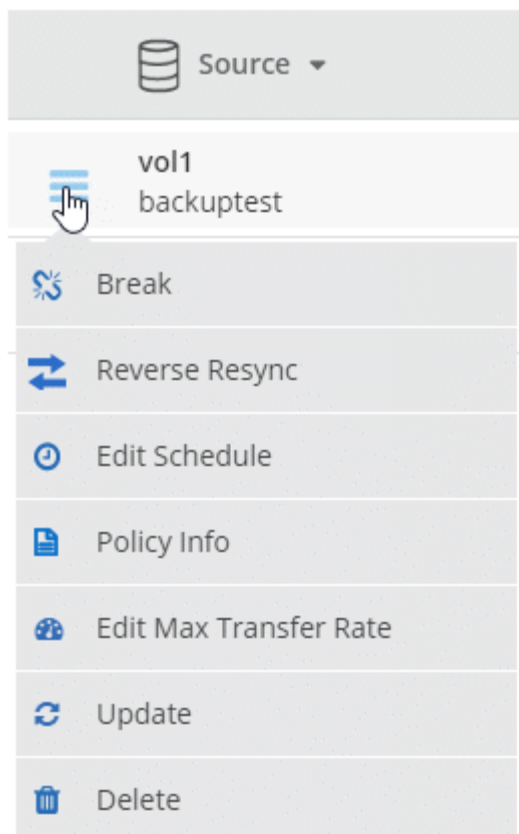 Source
vol1
backuptest
Break
Reverse Resync
Edit Schedule
Policy Info
Edit Max Transfer Rate
Update
Delete